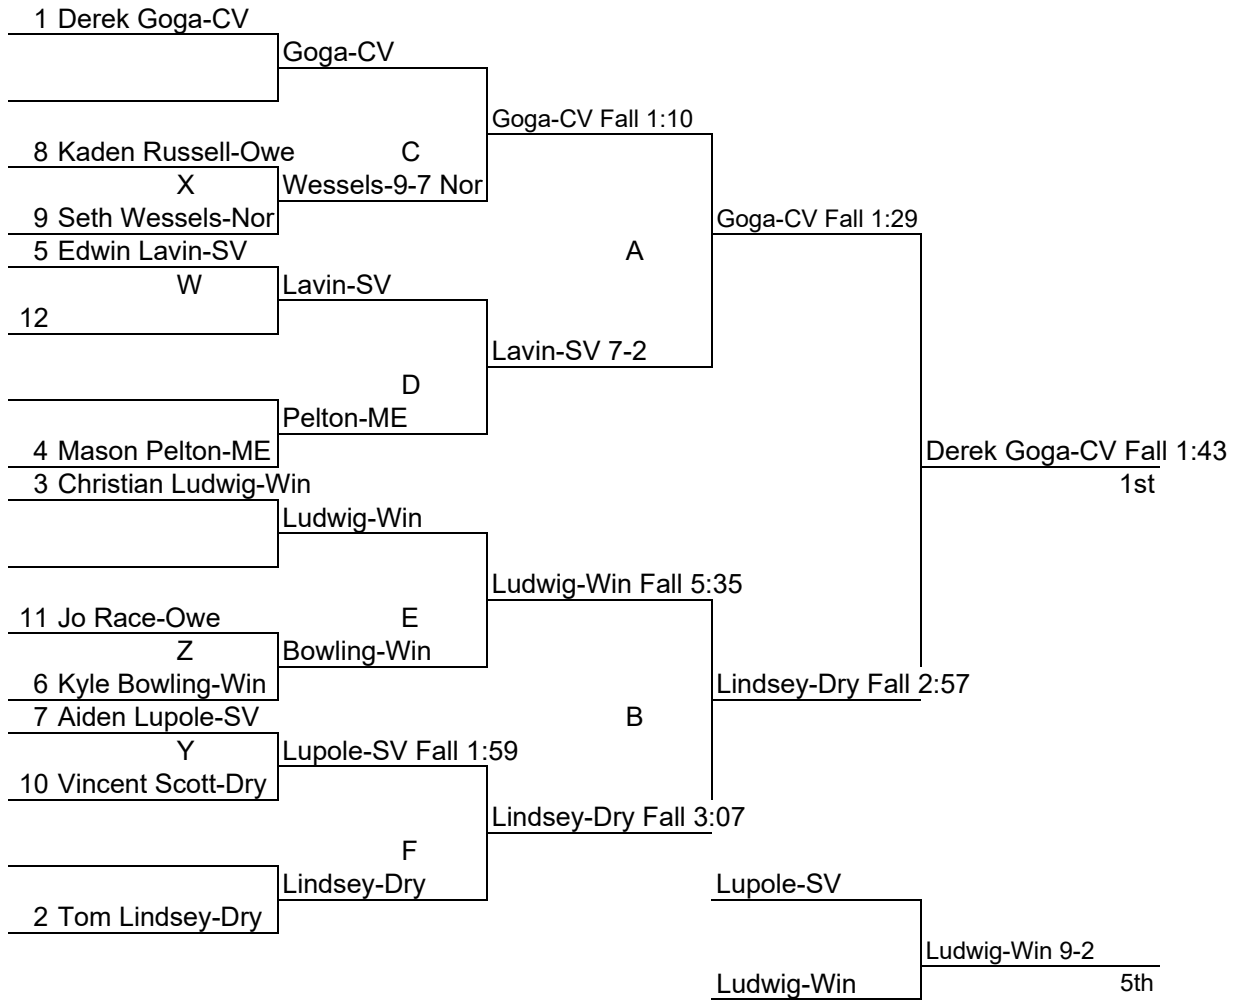 1 Derek Goga-CV
Goga-CV
Goga-CV Fall 1:10
8 Kaden Russell-Owe
C
X
Wessels-9-7 Nor
9 Seth Wessels-Nor
Goga-CV Fall 1:29
5 Edwin Lavin-SV
A
W
Lavin-SV
12
Lavin-SV 7-2
D
Pelton-ME
4 Mason Pelton-ME
Derek Goga-CV Fall 1:43
3 Christian Ludwig-Win
1st
Ludwig-Win
Ludwig-Win Fall 5:35
11 Jo Race-Owe
E
Z
Bowling-Win
6 Kyle Bowling-Win
Lindsey-Dry Fall 2:57
7 Aiden Lupole-SV
B
Y
Lupole-SV Fall 1:59
10 Vincent Scott-Dry
Lindsey-Dry Fall 3:07
F
Lindsey-Dry
Lupole-SV
2 Tom Lindsey-Dry
Ludwig-Win 9-2
Ludwig-Win
5th